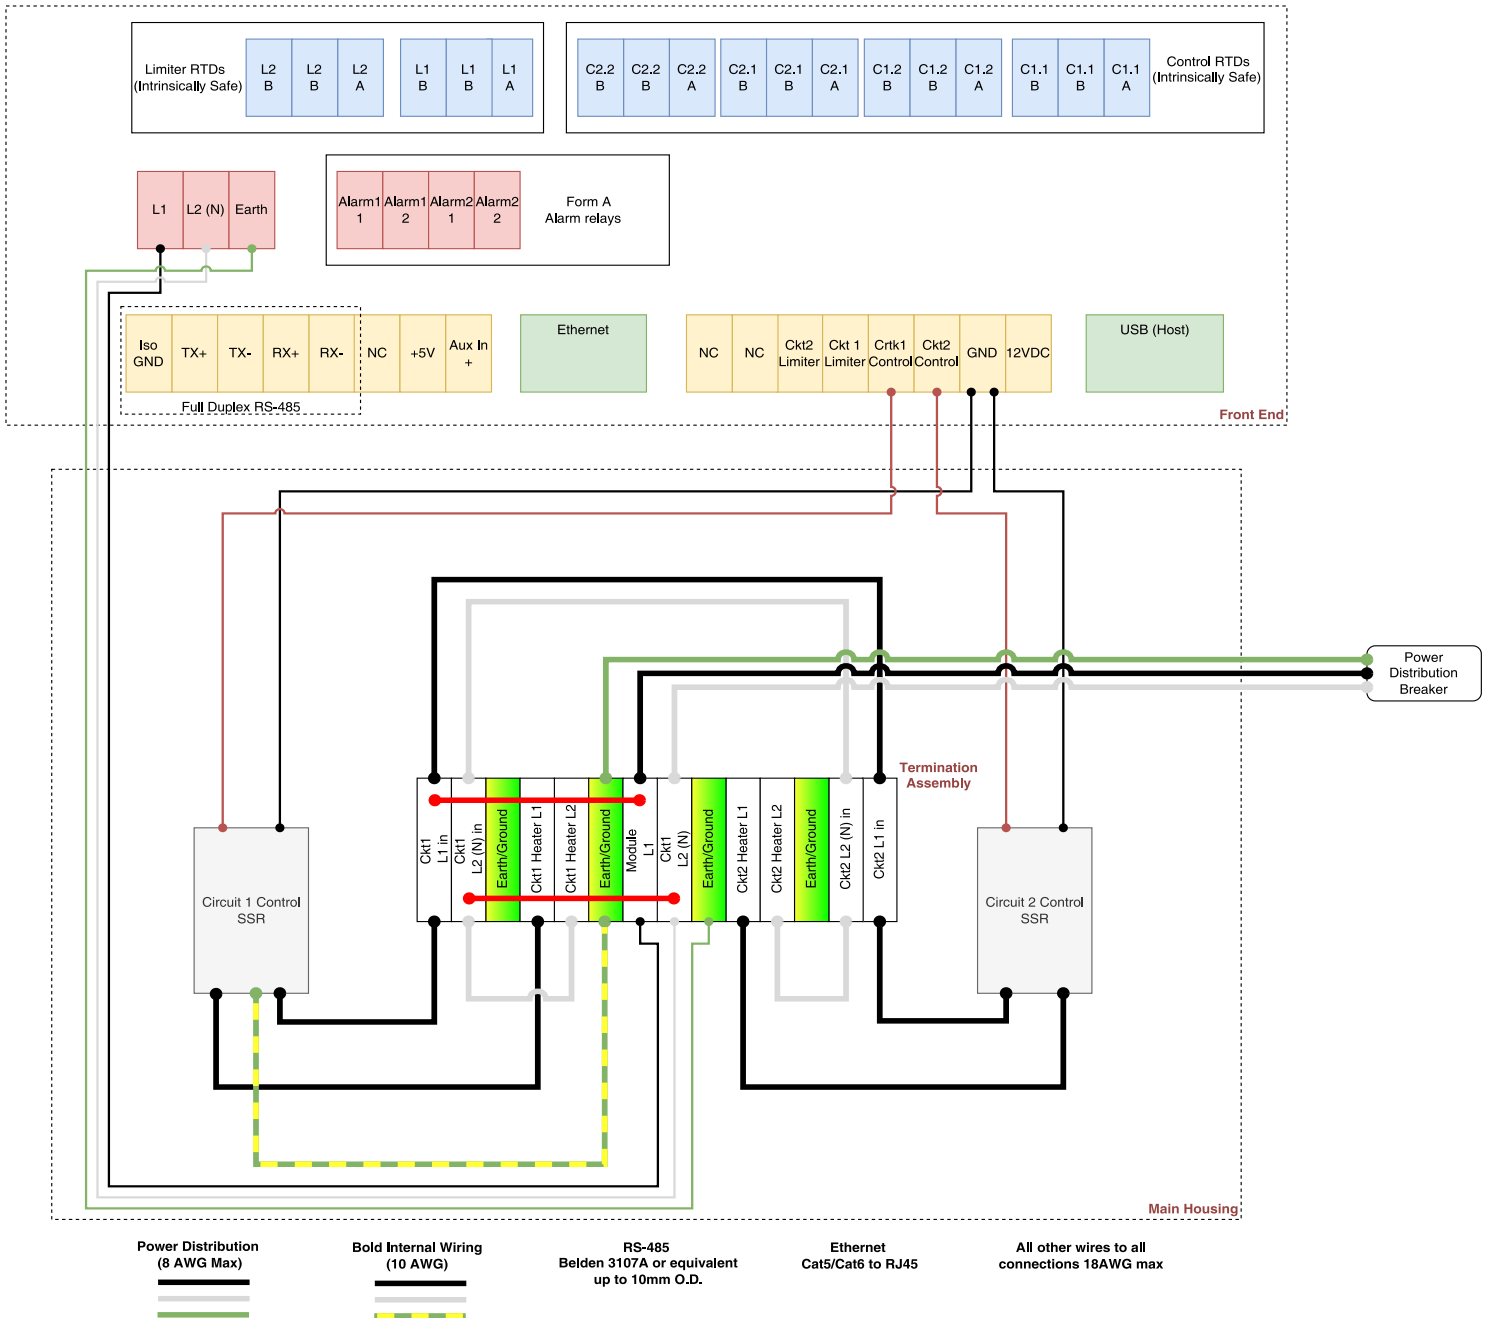 Limiter RTDs
(Intrinsically Safe)
L2
B
L2
B
L2
A
L1
B
L1
B
L1
A
C2.2
B
C2.2
B
C2.2
A
C2.1
B
C2.1
B
C2.1
A
C1.2
B
C1.2
B
C1.2
A
C1.1
B
C1.1
B
C1.1
A
Control RTDs
(Intrinsically Safe)
L1
L2 (N)
Earth
Alarm1
1
Alarm1
2
Alarm2
1
Alarm2
2
Form A
Alarm relays
Iso
GND
TX+
TX-
RX+
RX-
NC
+5V
Aux In
+
Full Duplex RS-485
Ethernet
NC
NC
Ckt2
Limiter
Ckt 1
Limiter
Crtk1
Control
Ckt2
Control
GND
12VDC
USB (Host)
Front End
Power
Distribution
Breaker
Termination
Assembly
Ckt1
L1 in
Ckt1
L2 (N) in
Earth/Ground
Ckt1 Heater L1
Ckt1 Heater L2
Earth/Ground
Module
L1
Ckt1
L2 (N)
Earth/Ground
Ckt2 Heater L1
Ckt2 Heater L2
Earth/Ground
Ckt2 L2 (N) in
Ckt2 L1 in
Circuit 1 Control
SSR
Circuit 2 Control
SSR
Main Housing
Power Distribution
(8 AWG Max)
Bold Internal Wiring
(10 AWG)
RS-485
Belden 3107A or equivalent
up to 10mm O.D.
Ethernet
Cat5/Cat6 to RJ45
All other wires to all
connections 18AWG max